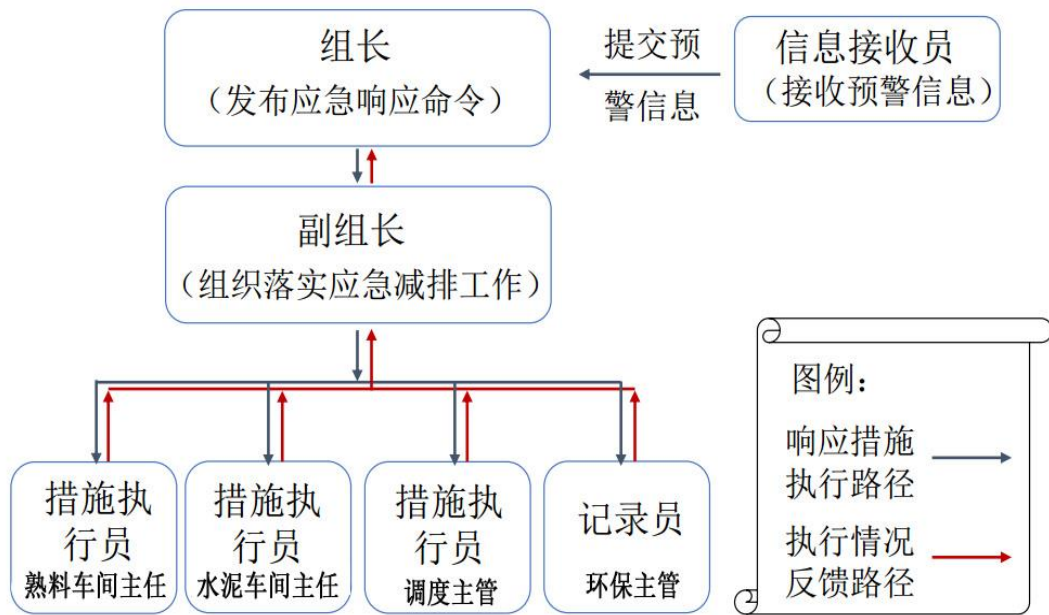 组长
（发布应急响应命令）
提交预
警信息
信息接收员
（接收预警信息）
副组长
（组织落实应急减排工作）
措施执
行员
熟料车间主任
措施执
行员
水泥车间主任
措施执
行员
调度主管
记录员
环保主管
图例：
响应措施
执行路径
执行情况
反馈路径